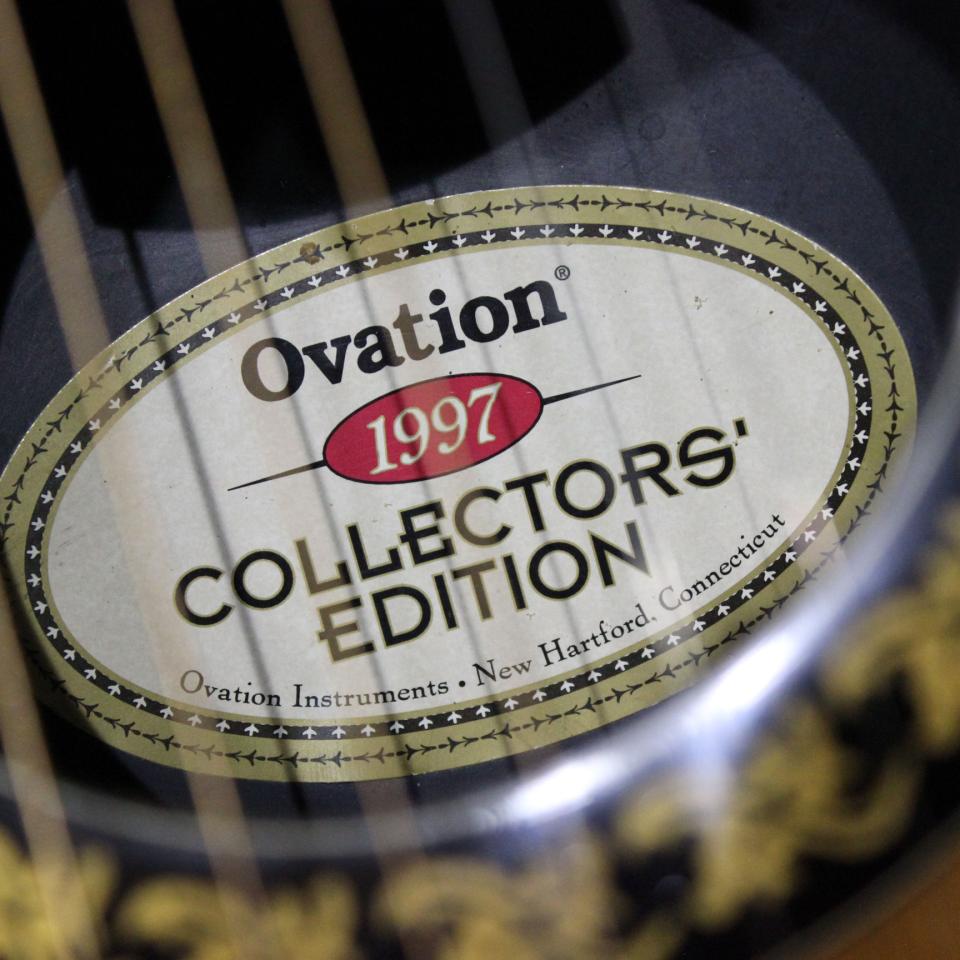 Ovation®
1997
COLLECTORS'
EDITION
Ovation Instruments • New Hartford, Connecticut